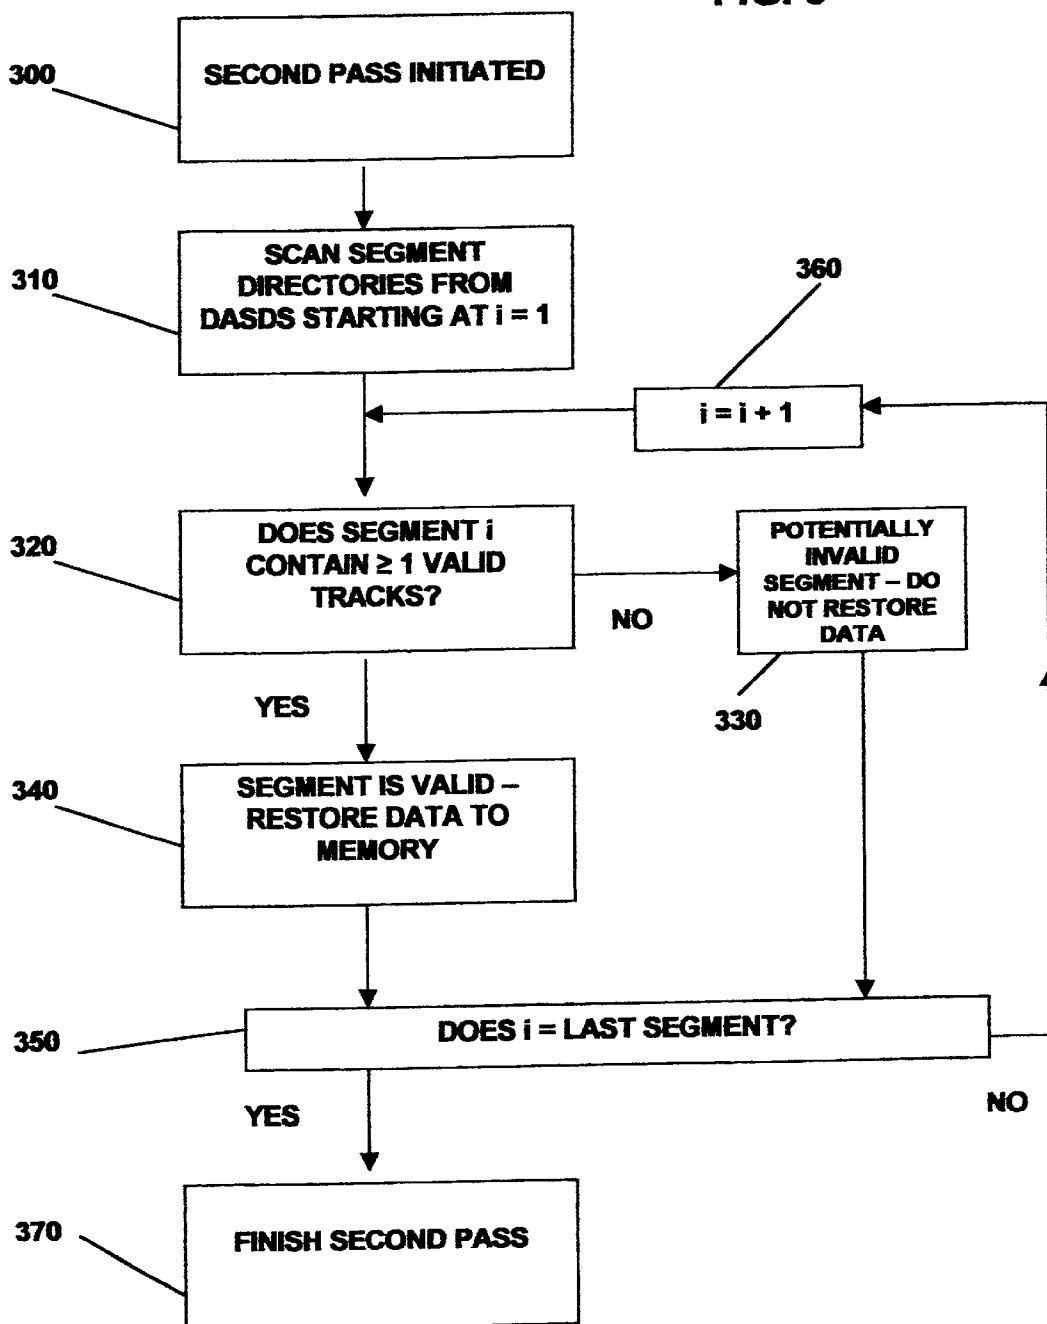 300
SECOND PASS INITIATED
310
SCAN SEGMENT
DIRECTORIES FROM
DASDS STARTING AT i = 1
360
i = i + 1
320
DOES SEGMENT i
CONTAIN ≥ 1 VALID
TRACKS?
NO
POTENTIALLY
INVALID
SEGMENT – DO
NOT RESTORE
DATA
330
YES
340
SEGMENT IS VALID –
RESTORE DATA TO
MEMORY
350
DOES i = LAST SEGMENT?
YES
NO
370
FINISH SECOND PASS